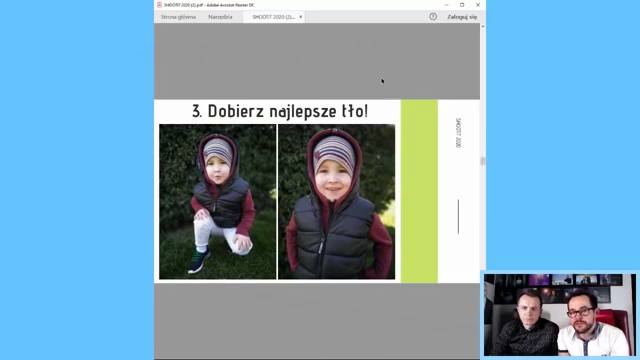 SHOOT!T 2020 (2).pdf - Adobe Acrobat Reader DC
Strona główna Narzędzia SHOOT!T 2020 (2).... × ? Zaloguj się
3. Dobierz najlepsze tło!
SHOOT!T 2020